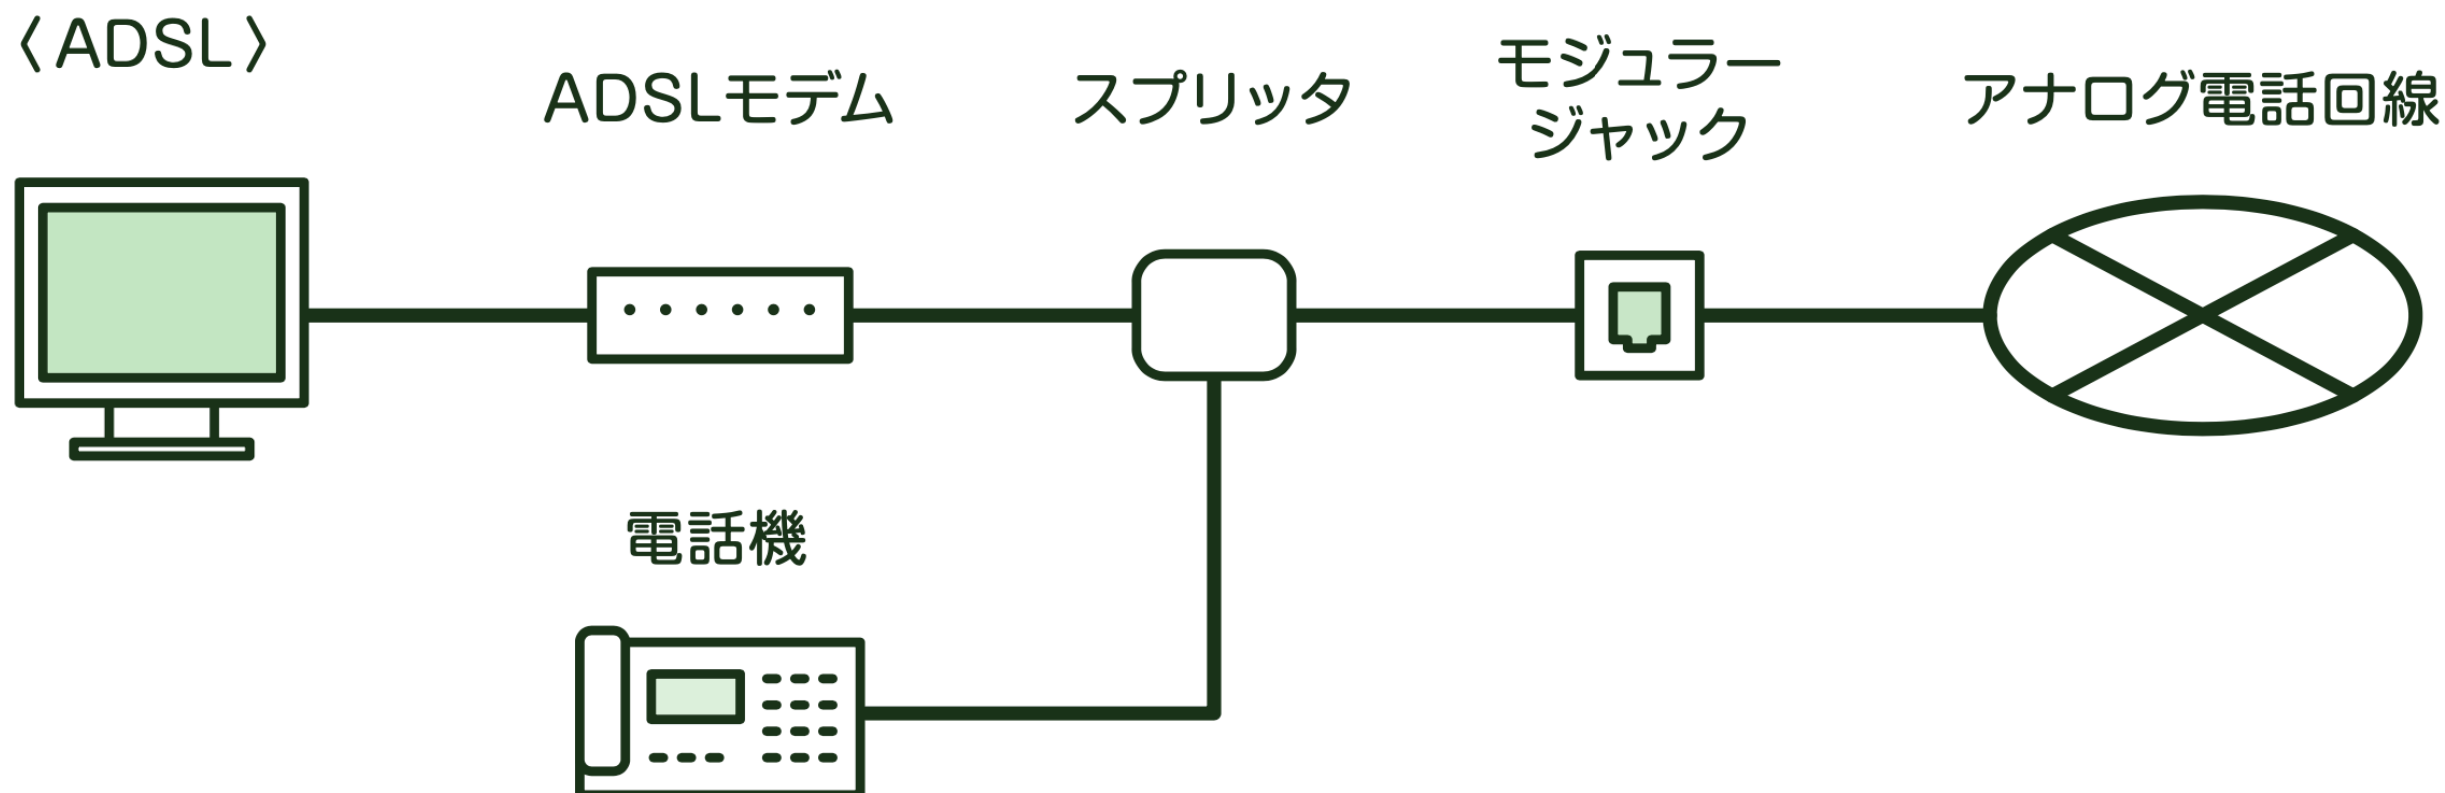 〈ADSL〉
ADSLモデム
スプリッタ
モジュラー
ジャック
アナログ電話回線
電話機